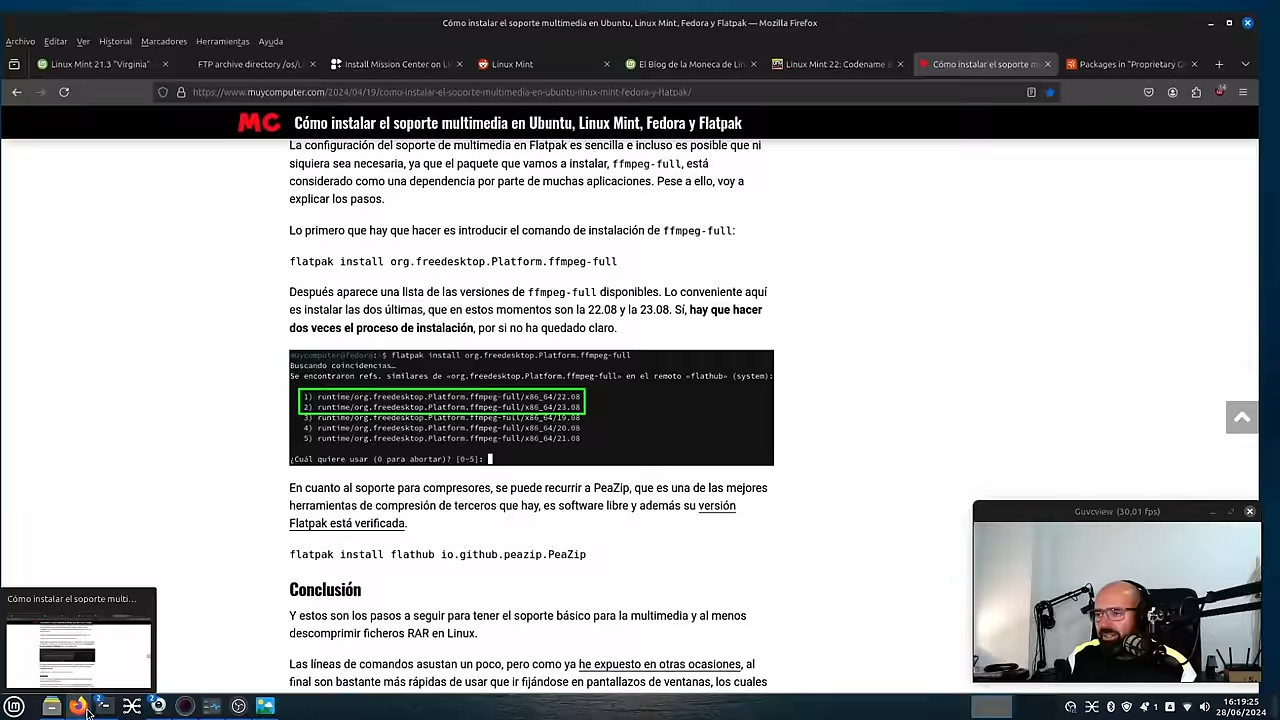 Cómo instalar el soporte multimedia en Ubuntu, Linux Mint, Fedora y Flatpak — Mozilla Firefox
Archivo Editar Ver Historial Marcadores Herramientas Ayuda
Linux Mint 21.3 "Virginia"
FTP archive directory /os/
Install Mission Center on L
Linux Mint
El Blog de la Moneca de Lin
Linux Mint 22: Codename
Cómo instalar el soporte m
Packages in "Proprietary
https://www.muycomputer.com/2024/04/19/como-instalar-el-soporte-multimedia-en-ubuntu-linux-mint-fedora-y-flatpak/
MC Cómo instalar el soporte multimedia en Ubuntu, Linux Mint, Fedora y Flatpak
La configuración del soporte de multimedia en Flatpak es sencilla e incluso es posible que ni
siquiera sea necesaria, ya que el paquete que vamos a instalar, ffmpeg-full, está
considerado como una dependencia por parte de muchas aplicaciones. Pese a ello, voy a
explicar los pasos.
Lo primero que hay que hacer es introducir el comando de instalación de ffmpeg-full:
flatpak install org.freedesktop.Platform.ffmpeg-full
Después aparece una lista de las versiones de ffmpeg-full disponibles. Lo conveniente aquí
es instalar las dos últimas, que en estos momentos son la 22.08 y la 23.08. Sí, hay que hacer
dos veces el proceso de instalación, por si no ha quedado claro.
muycomputer@fedora:~$ flatpak install org.freedesktop.Platform.ffmpeg-full
Buscando coincidencias…
Se encontraron refs. similares de «org.freedesktop.Platform.ffmpeg-full» en el remoto «flathub» (system):
1) runtime/org.freedesktop.Platform.ffmpeg-full/x86_64/22.08
2) runtime/org.freedesktop.Platform.ffmpeg-full/x86_64/23.08
3) runtime/org.freedesktop.Platform.ffmpeg-full/x86_64/19.08
4) runtime/org.freedesktop.Platform.ffmpeg-full/x86_64/20.08
5) runtime/org.freedesktop.Platform.ffmpeg-full/x86_64/21.08
¿Cuál quiere usar (0 para abortar)? [0-5]:
En cuanto al soporte para compresores, se puede recurrir a PeaZip, que es una de las mejores
herramientas de compresión de terceros que hay, es software libre y además su versión
Flatpak está verificada.
flatpak install flathub io.github.peazip.PeaZip
Conclusión
Y estos son los pasos a seguir para tener el soporte básico para la multimedia y al menos
descomprimir ficheros RAR en Linux.
Las líneas de comandos asustan un poco, pero como ya he expuesto en otras ocasiones, al
final son bastante más rápidas de usar que ir fijándose en pantallazos de ventanas, los cuales
Guvcview (30,01 fps)
Cómo instalar el soporte multi...
16:19:25
28/06/2024